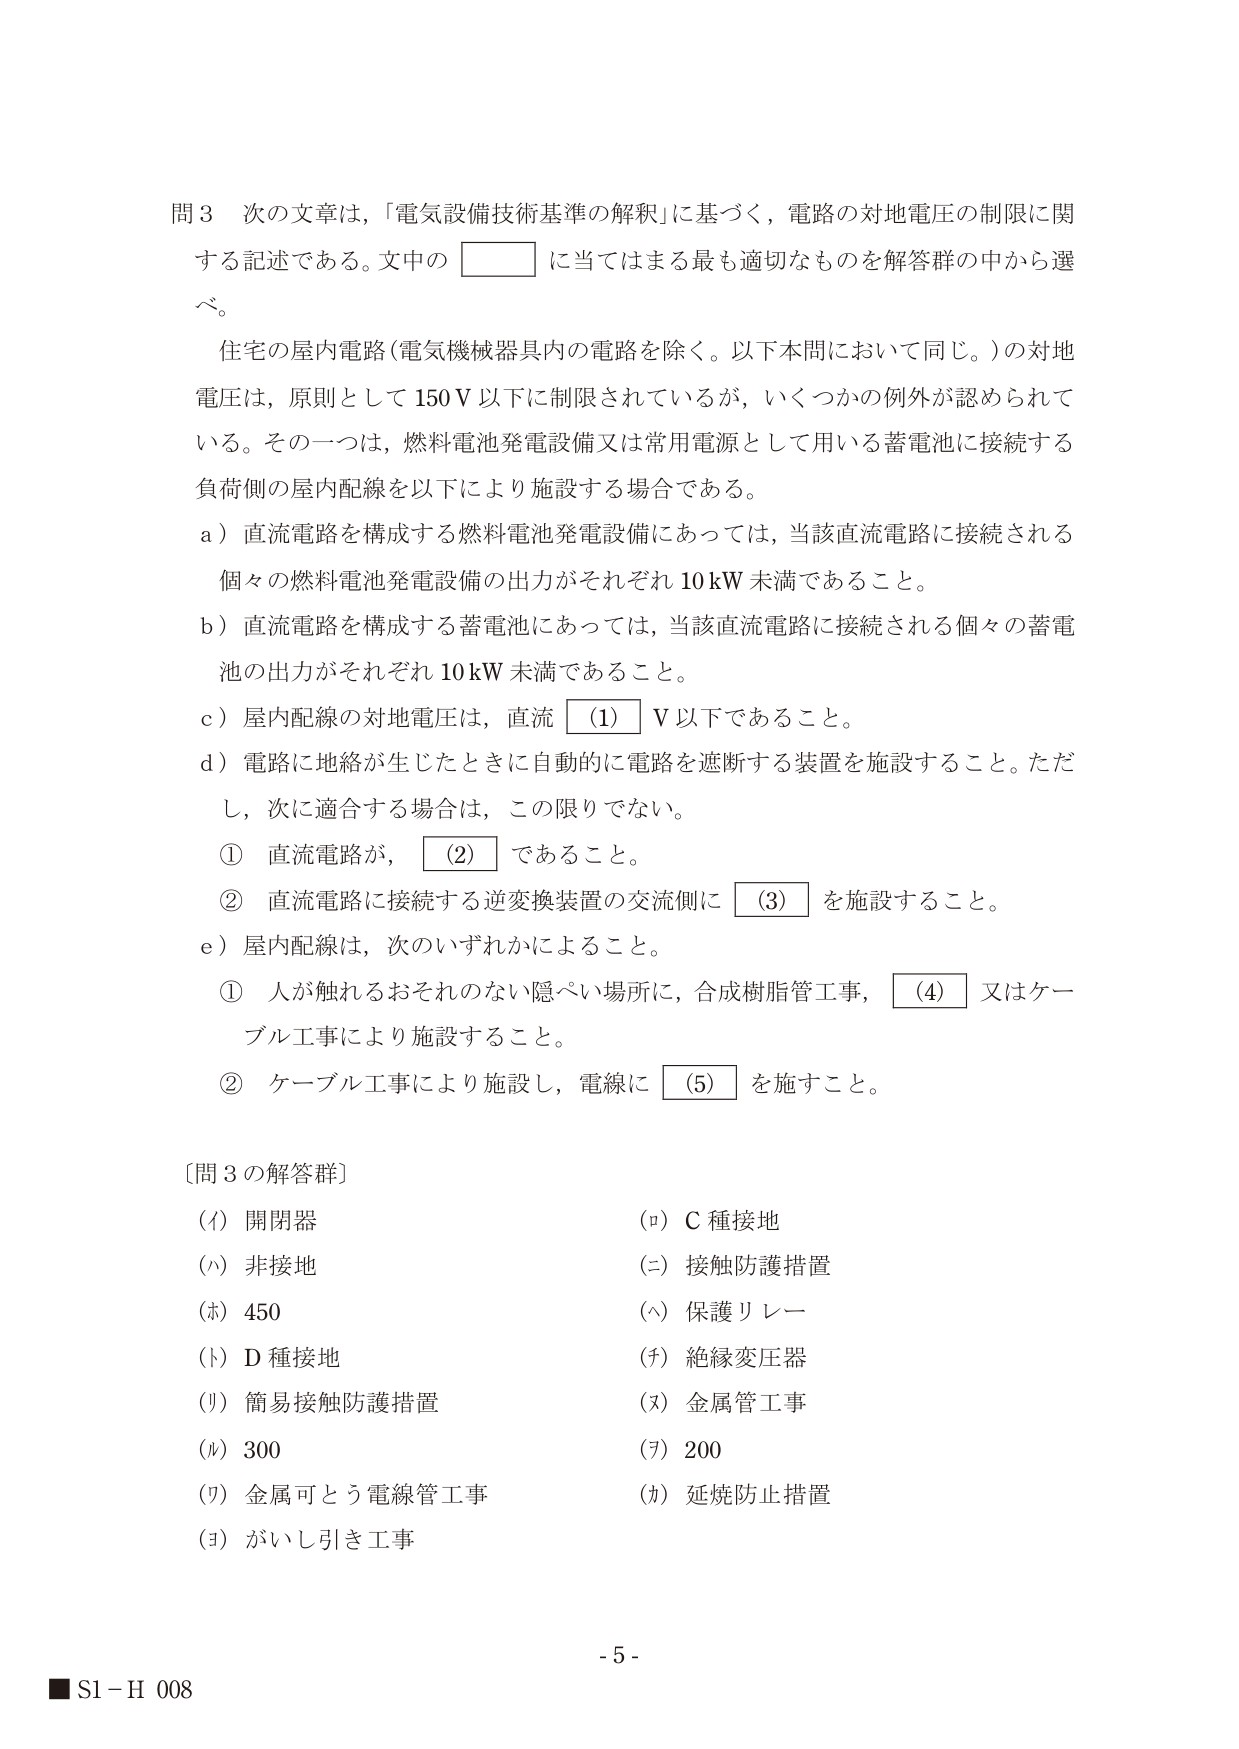 問3 次の文章は，「電気設備技術基準の解釈」に基づく，電路の対地電圧の制限に関
する記述である。文中の に当てはまる最も適切なものを解答群の中から選
べ。
住宅の屋内電路(電気機械器具内の電路を除く。以下本問において同じ。)の対地
電圧は，原則として 150 V 以下に制限されているが，いくつかの例外が認められて
いる。その一つは，燃料電池発電設備又は常用電源として用いる蓄電池に接続する
負荷側の屋内配線を以下により施設する場合である。
a）直流電路を構成する燃料電池発電設備にあっては，当該直流電路に接続される
個々の燃料電池発電設備の出力がそれぞれ 10 kW 未満であること。
b）直流電路を構成する蓄電池にあっては，当該直流電路に接続される個々の蓄電
池の出力がそれぞれ 10 kW 未満であること。
c）屋内配線の対地電圧は，直流 (1) V 以下であること。
d）電路に地絡が生じたときに自動的に電路を遮断する装置を施設すること。ただ
し，次に適合する場合は，この限りでない。
① 直流電路が， (2) であること。
② 直流電路に接続する逆変換装置の交流側に (3) を施設すること。
e）屋内配線は，次のいずれかによること。
① 人が触れるおそれのない隠ぺい場所に，合成樹脂管工事， (4) 又はケー
ブル工事により施設すること。
② ケーブル工事により施設し，電線に (5) を施すこと。
〔問3の解答群〕
(イ) 開閉器 (ロ) C 種接地
(ハ) 非接地 (ニ) 接触防護措置
(ホ) 450 (ヘ) 保護リレー
(ト) D 種接地 (チ) 絶縁変圧器
(リ) 簡易接触防護措置 (ヌ) 金属管工事
(ル) 300 (ヲ) 200
(ワ) 金属可とう電線管工事 (カ) 延焼防止措置
(ヨ) がいし引き工事
- 5 -
■ S1－H 008